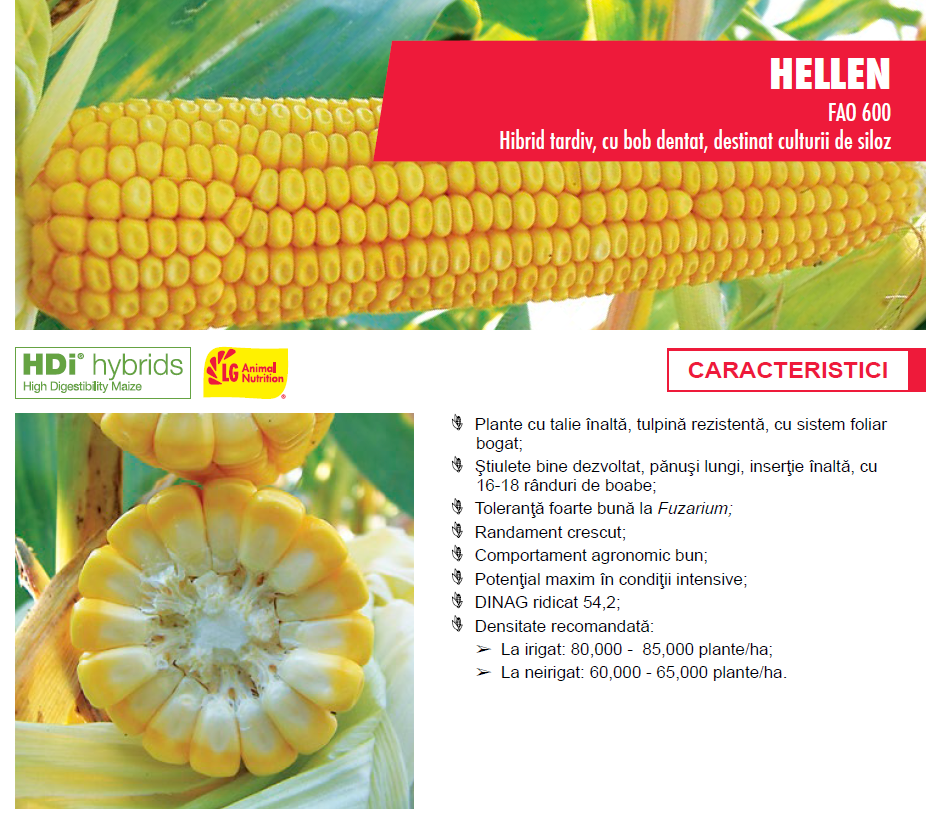 HELLEN
FAO 600
Hibrid tardiv, cu bob dentat, destinat culturii de siloz
HDi® hybrids
High Digestibility Maize
LG Animal
Nutrition®
CARACTERISTICI
Plante cu talie înaltă, tulpină rezistentă, cu sistem foliar
bogat;
Ştiulete bine dezvoltat, pănuşi lungi, inserţie înaltă, cu
16-18 rânduri de boabe;
Toleranţă foarte bună la Fuzarium;
Randament crescut;
Comportament agronomic bun;
Potenţial maxim în condiţii intensive;
DINAG ridicat 54,2;
Densitate recomandată:
➢ La irigat: 80,000 - 85,000 plante/ha;
➢ La neirigat: 60,000 - 65,000 plante/ha.